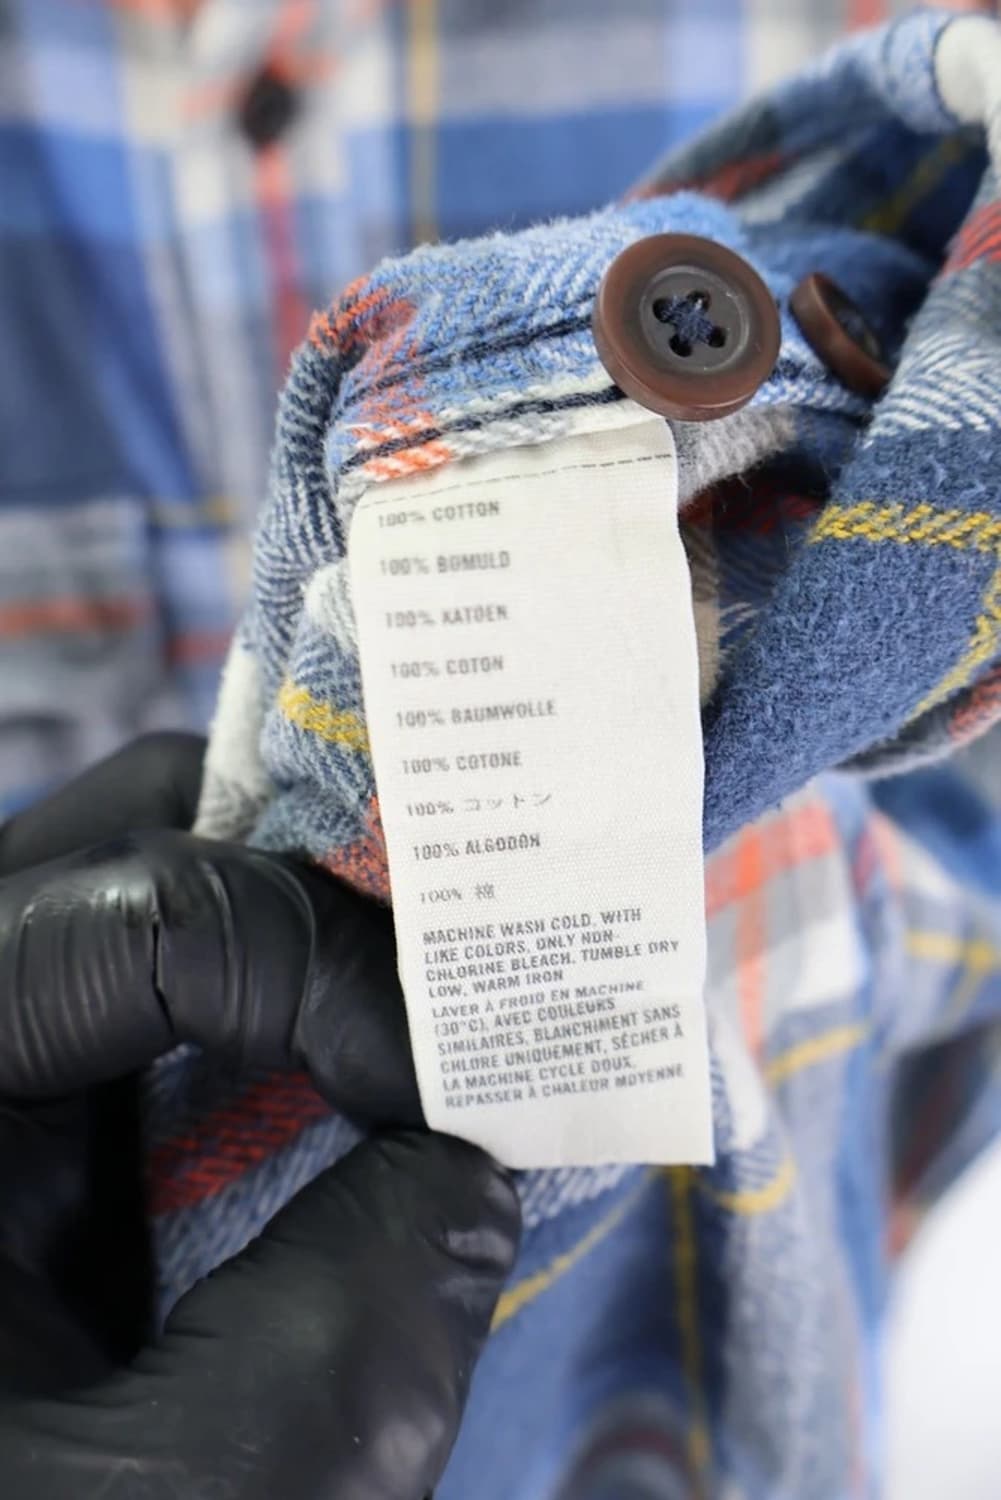 100% COTTON
100% BOMULD
100% KATOEN
100% COTON
100% BAUMWOLLE
100% COTONE
100% コットン
100% ALGODÓN
100% 棉
MACHINE WASH COLD, WITH
LIKE COLORS, ONLY NON-
CHLORINE BLEACH, TUMBLE DRY
LOW, WARM IRON
LAVER À FROID EN MACHINE
(30°C), AVEC COULEURS
SIMILAIRES, BLANCHIMENT SANS
CHLORE UNIQUEMENT, SÉCHER À
LA MACHINE CYCLE DOUX,
REPASSER À CHALEUR MOYENNE